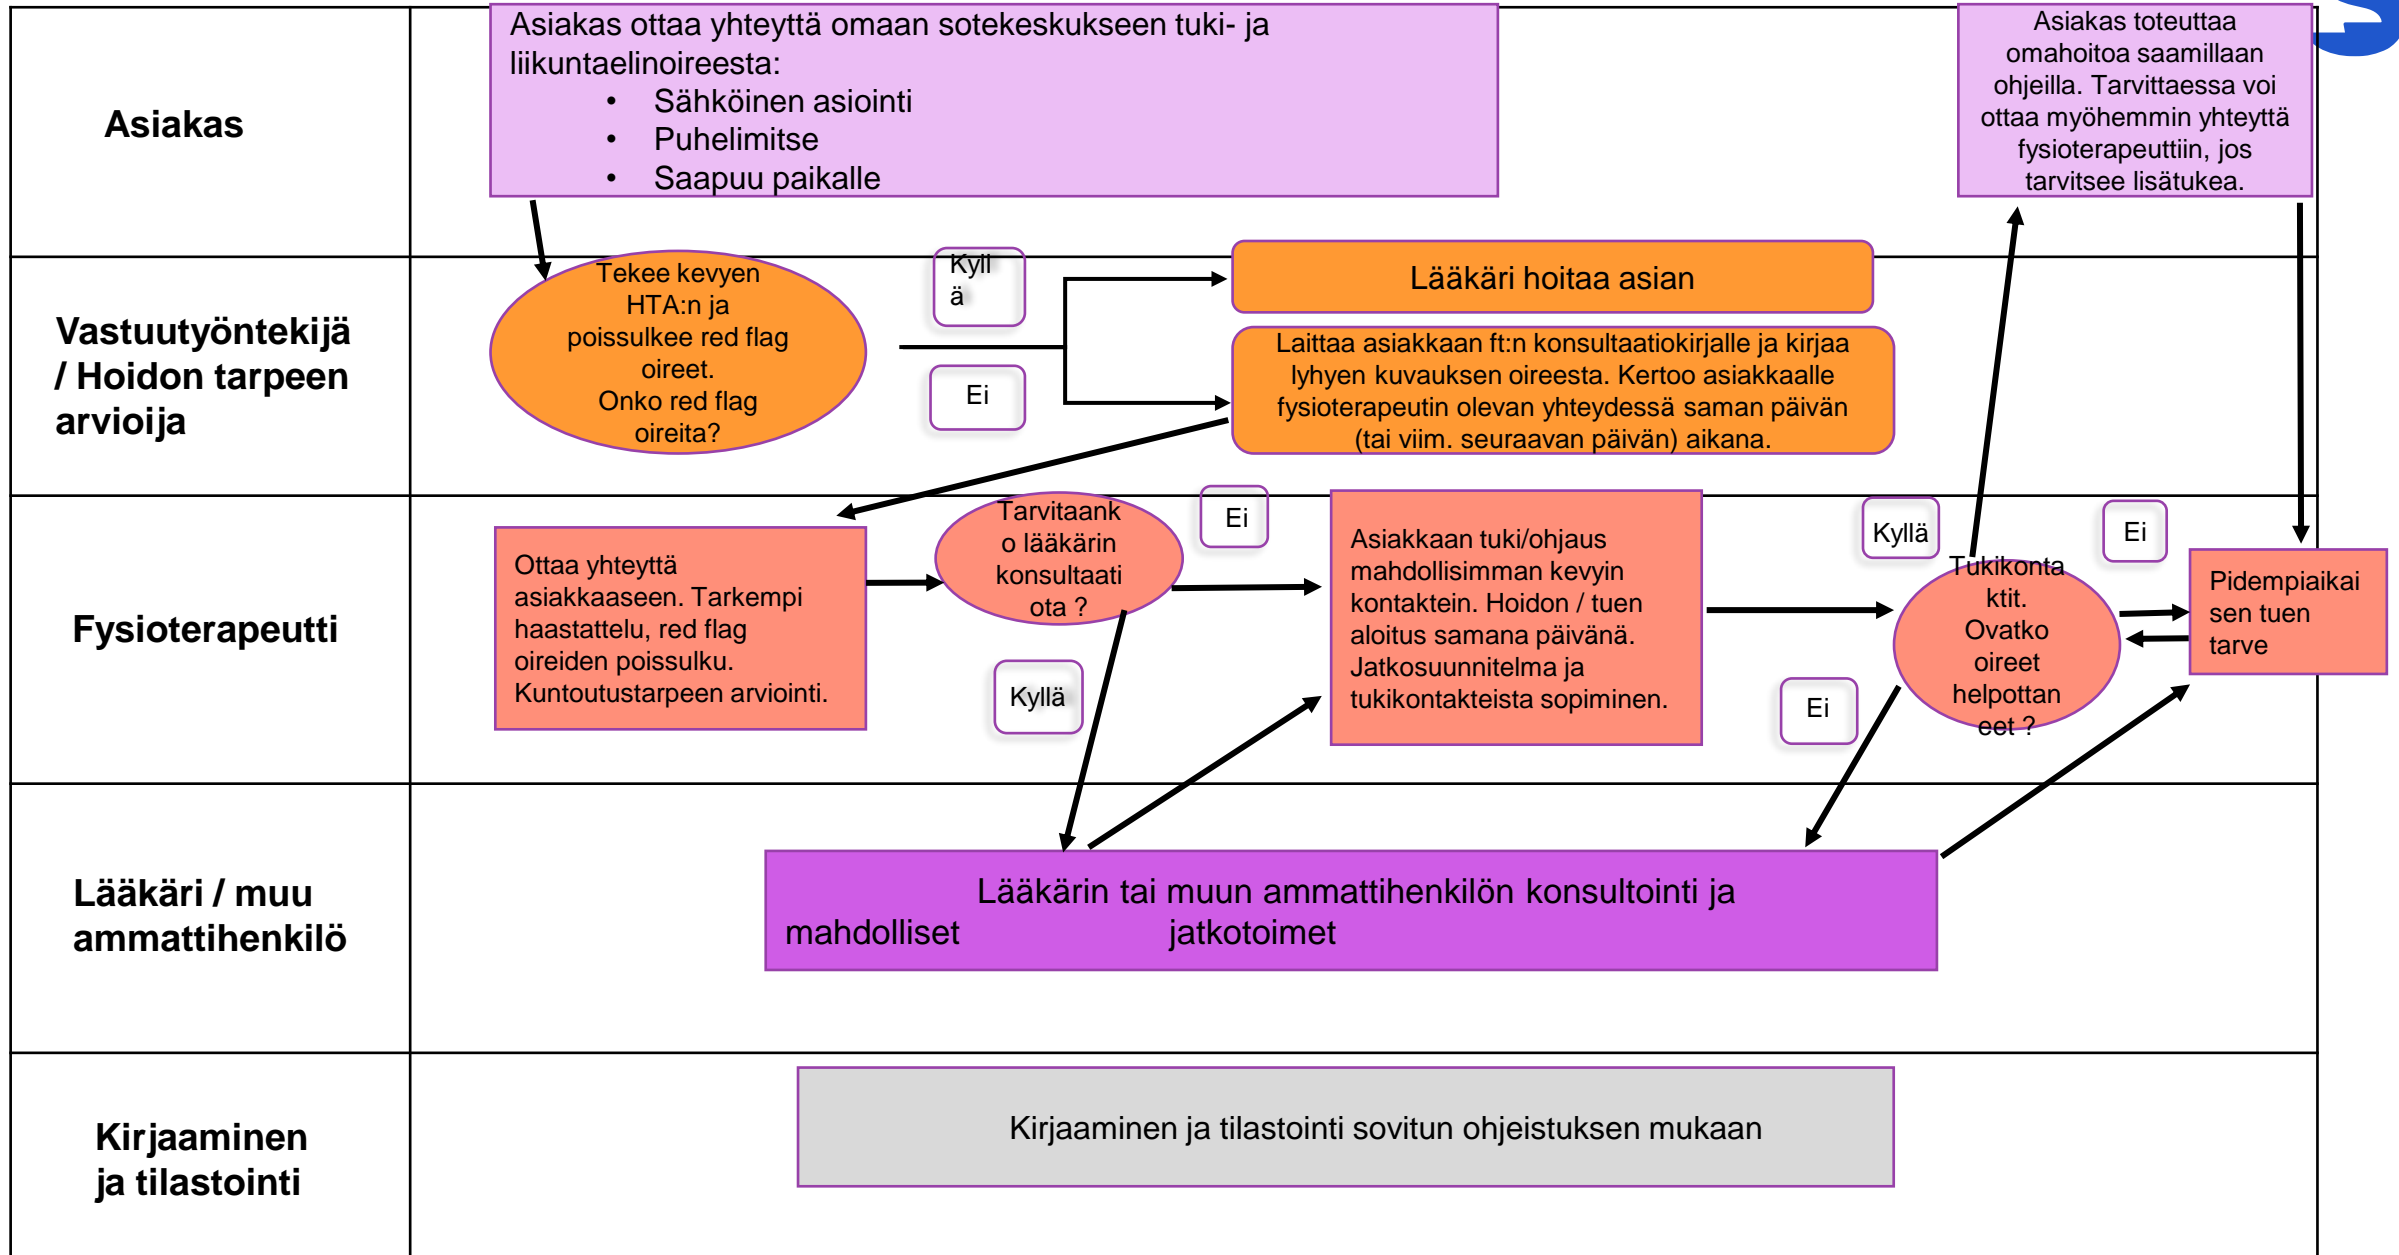 Asiakas
Asiakas ottaa yhteyttä omaan sotekeskukseen tuki- ja
liikuntaelinoireesta:
• Sähköinen asiointi
• Puhelimitse
• Saapuu paikalle
Asiakas toteuttaa
omahoitoa saamillaan
ohjeilla. Tarvittaessa voi
ottaa myöhemmin yhteyttä
fysioterapeuttiin, jos
tarvitsee lisätukea.
Vastuutyöntekijä
/ Hoidon tarpeen
arvioija
Tekee kevyen
HTA:n ja
poissulkee red flag
oireet.
Onko red flag
oireita?
Kyll
ä
Ei
Lääkäri hoitaa asian
Laittaa asiakkaan ft:n konsultaatiokirjalle ja kirjaa
lyhyen kuvauksen oireesta. Kertoo asiakkaalle
fysioterapeutin olevan yhteydessä saman päivän
(tai viim. seuraavan päivän) aikana.
Fysioterapeutti
Ottaa yhteyttä
asiakkaaseen. Tarkempi
haastattelu, red flag
oireiden poissulku.
Kuntoutustarpeen arviointi.
Tarvitaank
o lääkärin
konsultaati
ota ?
Ei
Kyllä
Asiakkaan tuki/ohjaus
mahdollisimman kevyin
kontaktein. Hoidon / tuen
aloitus samana päivänä.
Jatkosuunnitelma ja
tukikontakteista sopiminen.
Kyllä
Ei
Tukikonta
ktit.
Ovatko
oireet
helpottan
eet ?
Ei
Pidempiaikai
sen tuen
tarve
Lääkäri / muu
ammattihenkilö
Lääkärin tai muun ammattihenkilön konsultointi ja
mahdolliset jatkotoimet
Kirjaaminen
ja tilastointi
Kirjaaminen ja tilastointi sovitun ohjeistuksen mukaan